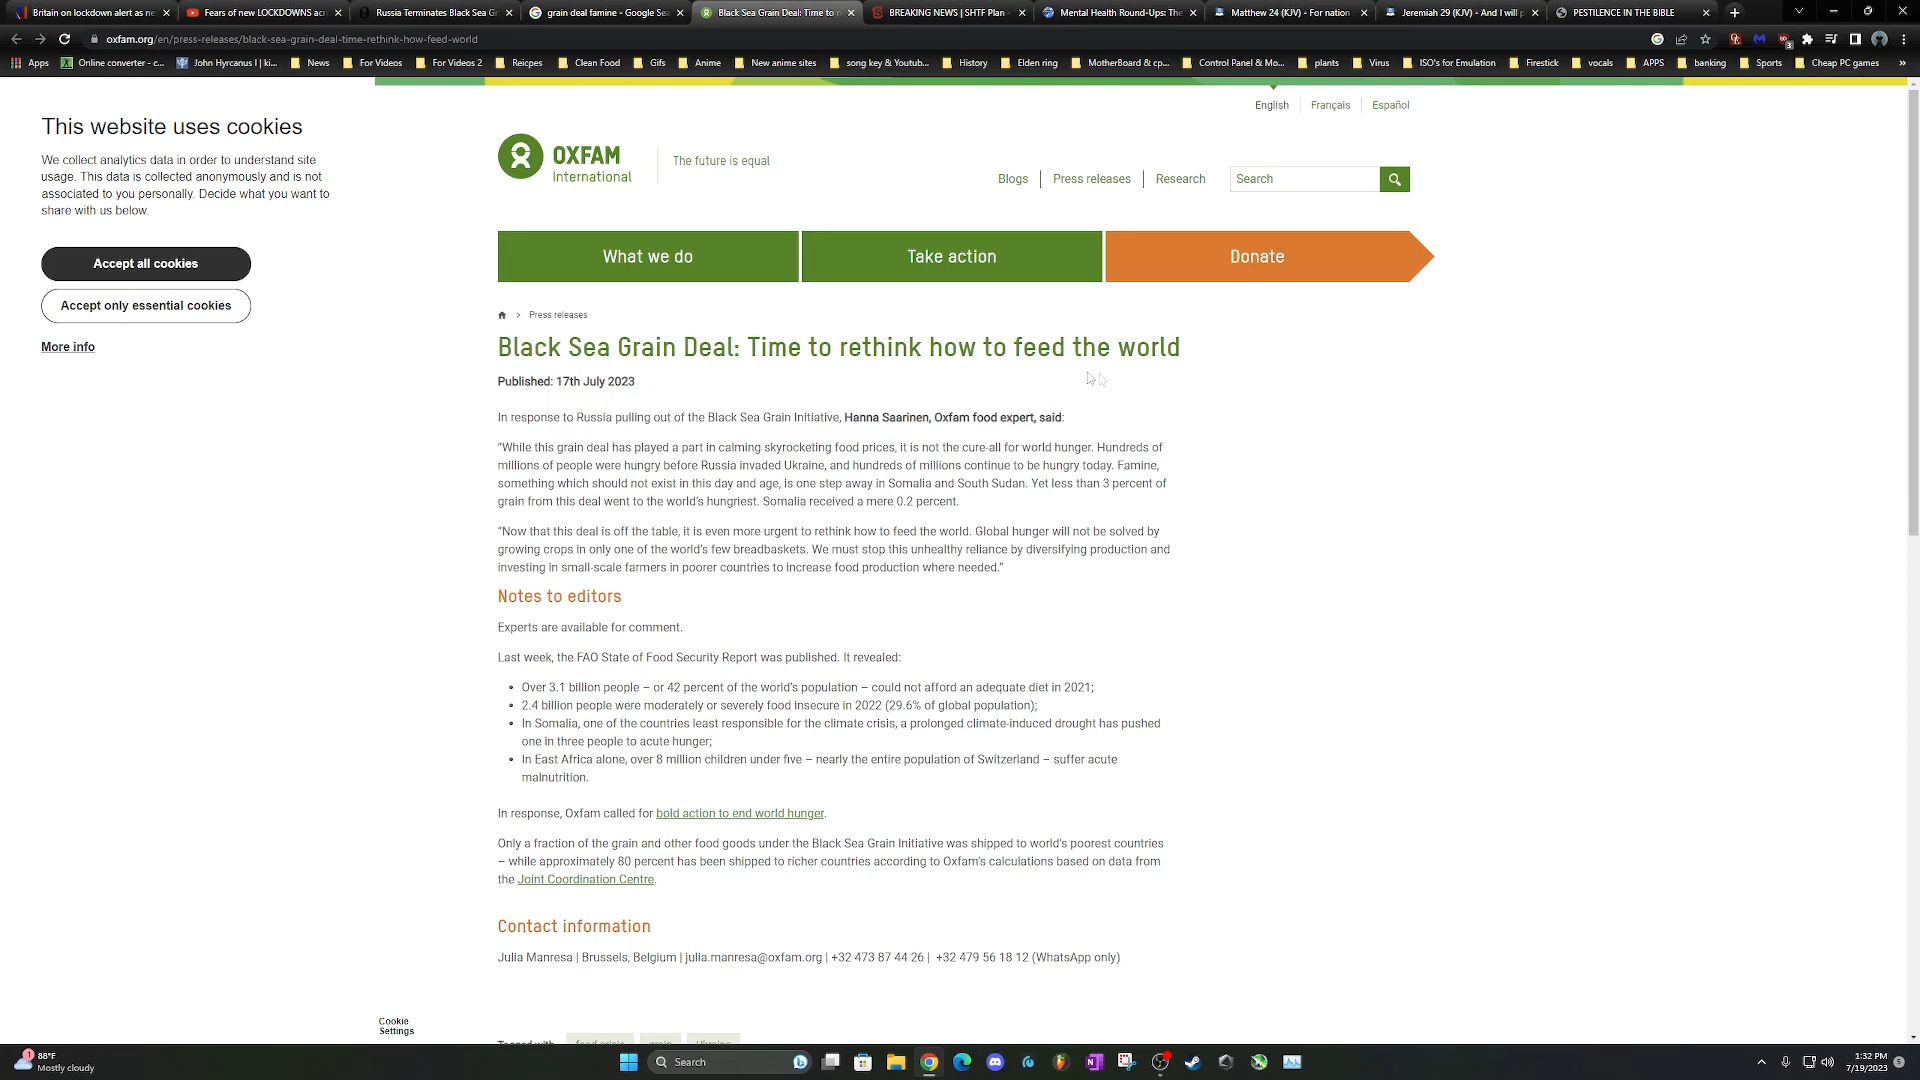 Britain on lockdown alert as ne
Fears of new LOCKDOWNS acr
Russia Terminates Black Sea Gr
grain deal famine - Google Sea
Black Sea Grain Deal: Time to r
BREAKING NEWS | SHTF Plan
Mental Health Round-Ups: The
Matthew 24 (KJV) - For nation
Jeremiah 29 (KJV) - And I will p
PESTILENCE IN THE BIBLE
oxfam.org/en/press-releases/black-sea-grain-deal-time-rethink-how-feed-world
Apps
Online converter - c...
John Hyrcanus I | ki...
News
For Videos
For Videos 2
Reicpes
Clean Food
Gifs
Anime
New anime sites
song key & Youtub...
History
Elden ring
MotherBoard & cp...
Control Panel & Mo...
plants
Virus
ISO's for Emulation
Firestick
vocals
APPS
banking
Sports
Cheap PC games
»
This website uses cookies
We collect analytics data in order to understand site
usage. This data is collected anonymously and is not
associated to you personally. Decide what you want to
share with us below.
Accept all cookies
Accept only essential cookies
More info
English
Français
Español
OXFAM
International
The future is equal
Blogs
Press releases
Research
Search
What we do
Take action
Donate
> Press releases
Black Sea Grain Deal: Time to rethink how to feed the world
Published: 17th July 2023
In response to Russia pulling out of the Black Sea Grain Initiative, Hanna Saarinen, Oxfam food expert, said:
“While this grain deal has played a part in calming skyrocketing food prices, it is not the cure-all for world hunger. Hundreds of
millions of people were hungry before Russia invaded Ukraine, and hundreds of millions continue to be hungry today. Famine,
something which should not exist in this day and age, is one step away in Somalia and South Sudan. Yet less than 3 percent of
grain from this deal went to the world’s hungriest. Somalia received a mere 0.2 percent.
“Now that this deal is off the table, it is even more urgent to rethink how to feed the world. Global hunger will not be solved by
growing crops in only one of the world’s few breadbaskets. We must stop this unhealthy reliance by diversifying production and
investing in small-scale farmers in poorer countries to increase food production where needed.”
Notes to editors
Experts are available for comment.
Last week, the FAO State of Food Security Report was published. It revealed:
• Over 3.1 billion people – or 42 percent of the world’s population – could not afford an adequate diet in 2021;
• 2.4 billion people were moderately or severely food insecure in 2022 (29.6% of global population);
• In Somalia, one of the countries least responsible for the climate crisis, a prolonged climate-induced drought has pushed
one in three people to acute hunger;
• In East Africa alone, over 8 million children under five – nearly the entire population of Switzerland – suffer acute
malnutrition.
In response, Oxfam called for bold action to end world hunger.
Only a fraction of the grain and other food goods under the Black Sea Grain Initiative was shipped to world’s poorest countries
– while approximately 80 percent has been shipped to richer countries according to Oxfam’s calculations based on data from
the Joint Coordination Centre.
Contact information
Julia Manresa | Brussels, Belgium | julia.manresa@oxfam.org | +32 473 87 44 26 | +32 479 56 18 12 (WhatsApp only)
Cookie
Settings
Tagged with
food crisis
grain
Ukraine
88°F
Mostly cloudy
Search
1:32 PM
7/19/2023